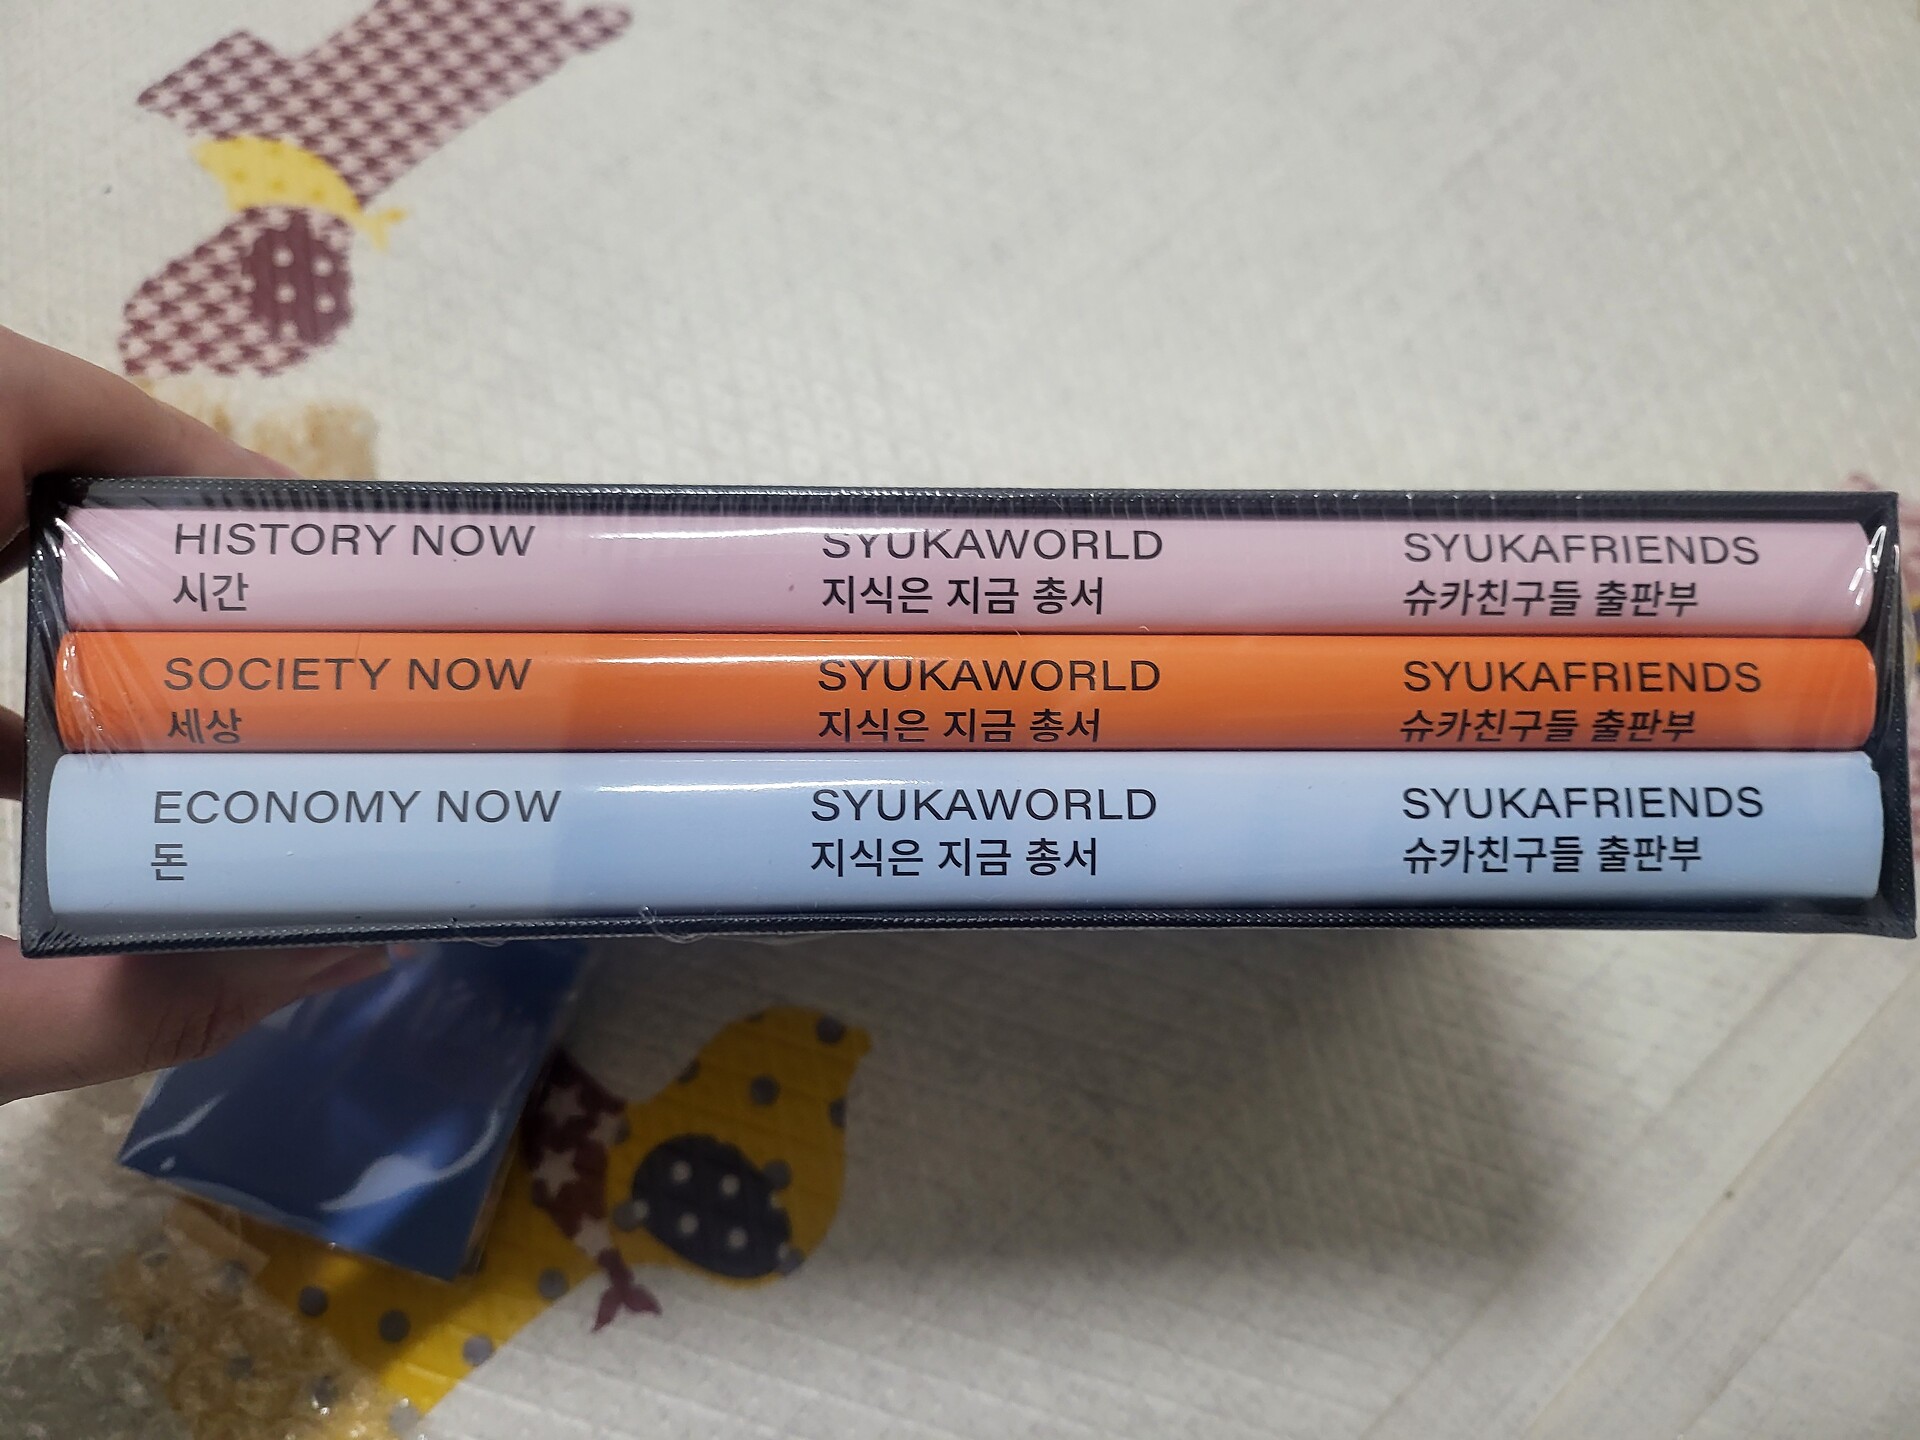 HISTORY NOW
시간
SYUKAWORLD
지식은 지금 총서
SYUKAFRIENDS
슈카친구들 출판부
SOCIETY NOW
세상
SYUKAWORLD
지식은 지금 총서
SYUKAFRIENDS
슈카친구들 출판부
ECONOMY NOW
돈
SYUKAWORLD
지식은 지금 총서
SYUKAFRIENDS
슈카친구들 출판부